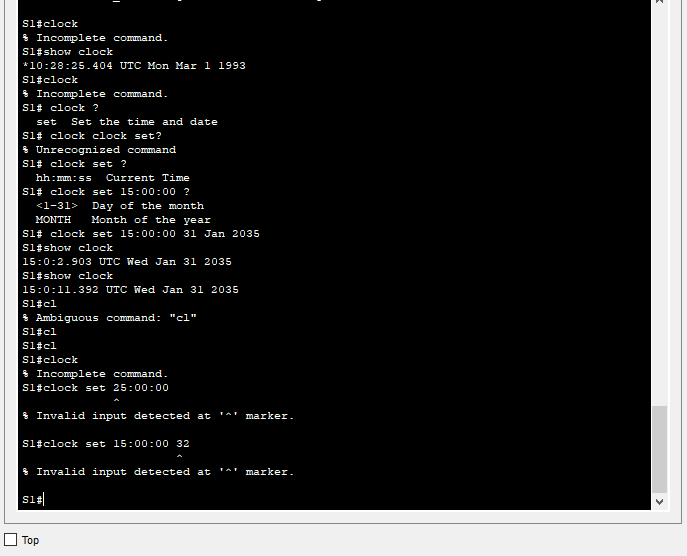 S1#clock
% Incomplete command.
S1#show clock
*10:28:25.404 UTC Mon Mar 1 1993
S1#clock
% Incomplete command.
S1# clock ?
  set  Set the time and date
S1# clock clock set?
% Unrecognized command
S1# clock set ?
  hh:mm:ss  Current Time
S1# clock set 15:00:00 ?
  <1-31>  Day of the month
  MONTH   Month of the year
S1# clock set 15:00:00 31 Jan 2035
S1#show clock
15:0:2.903 UTC Wed Jan 31 2035
S1#show clock
15:0:11.392 UTC Wed Jan 31 2035
S1#cl
% Ambiguous command: "cl"
S1#cl
S1#cl
S1#clock
% Incomplete command.
S1#clock set 25:00:00
             ^
% Invalid input detected at '^' marker.
S1#clock set 15:00:00 32
                      ^
% Invalid input detected at '^' marker.
S1#
Top